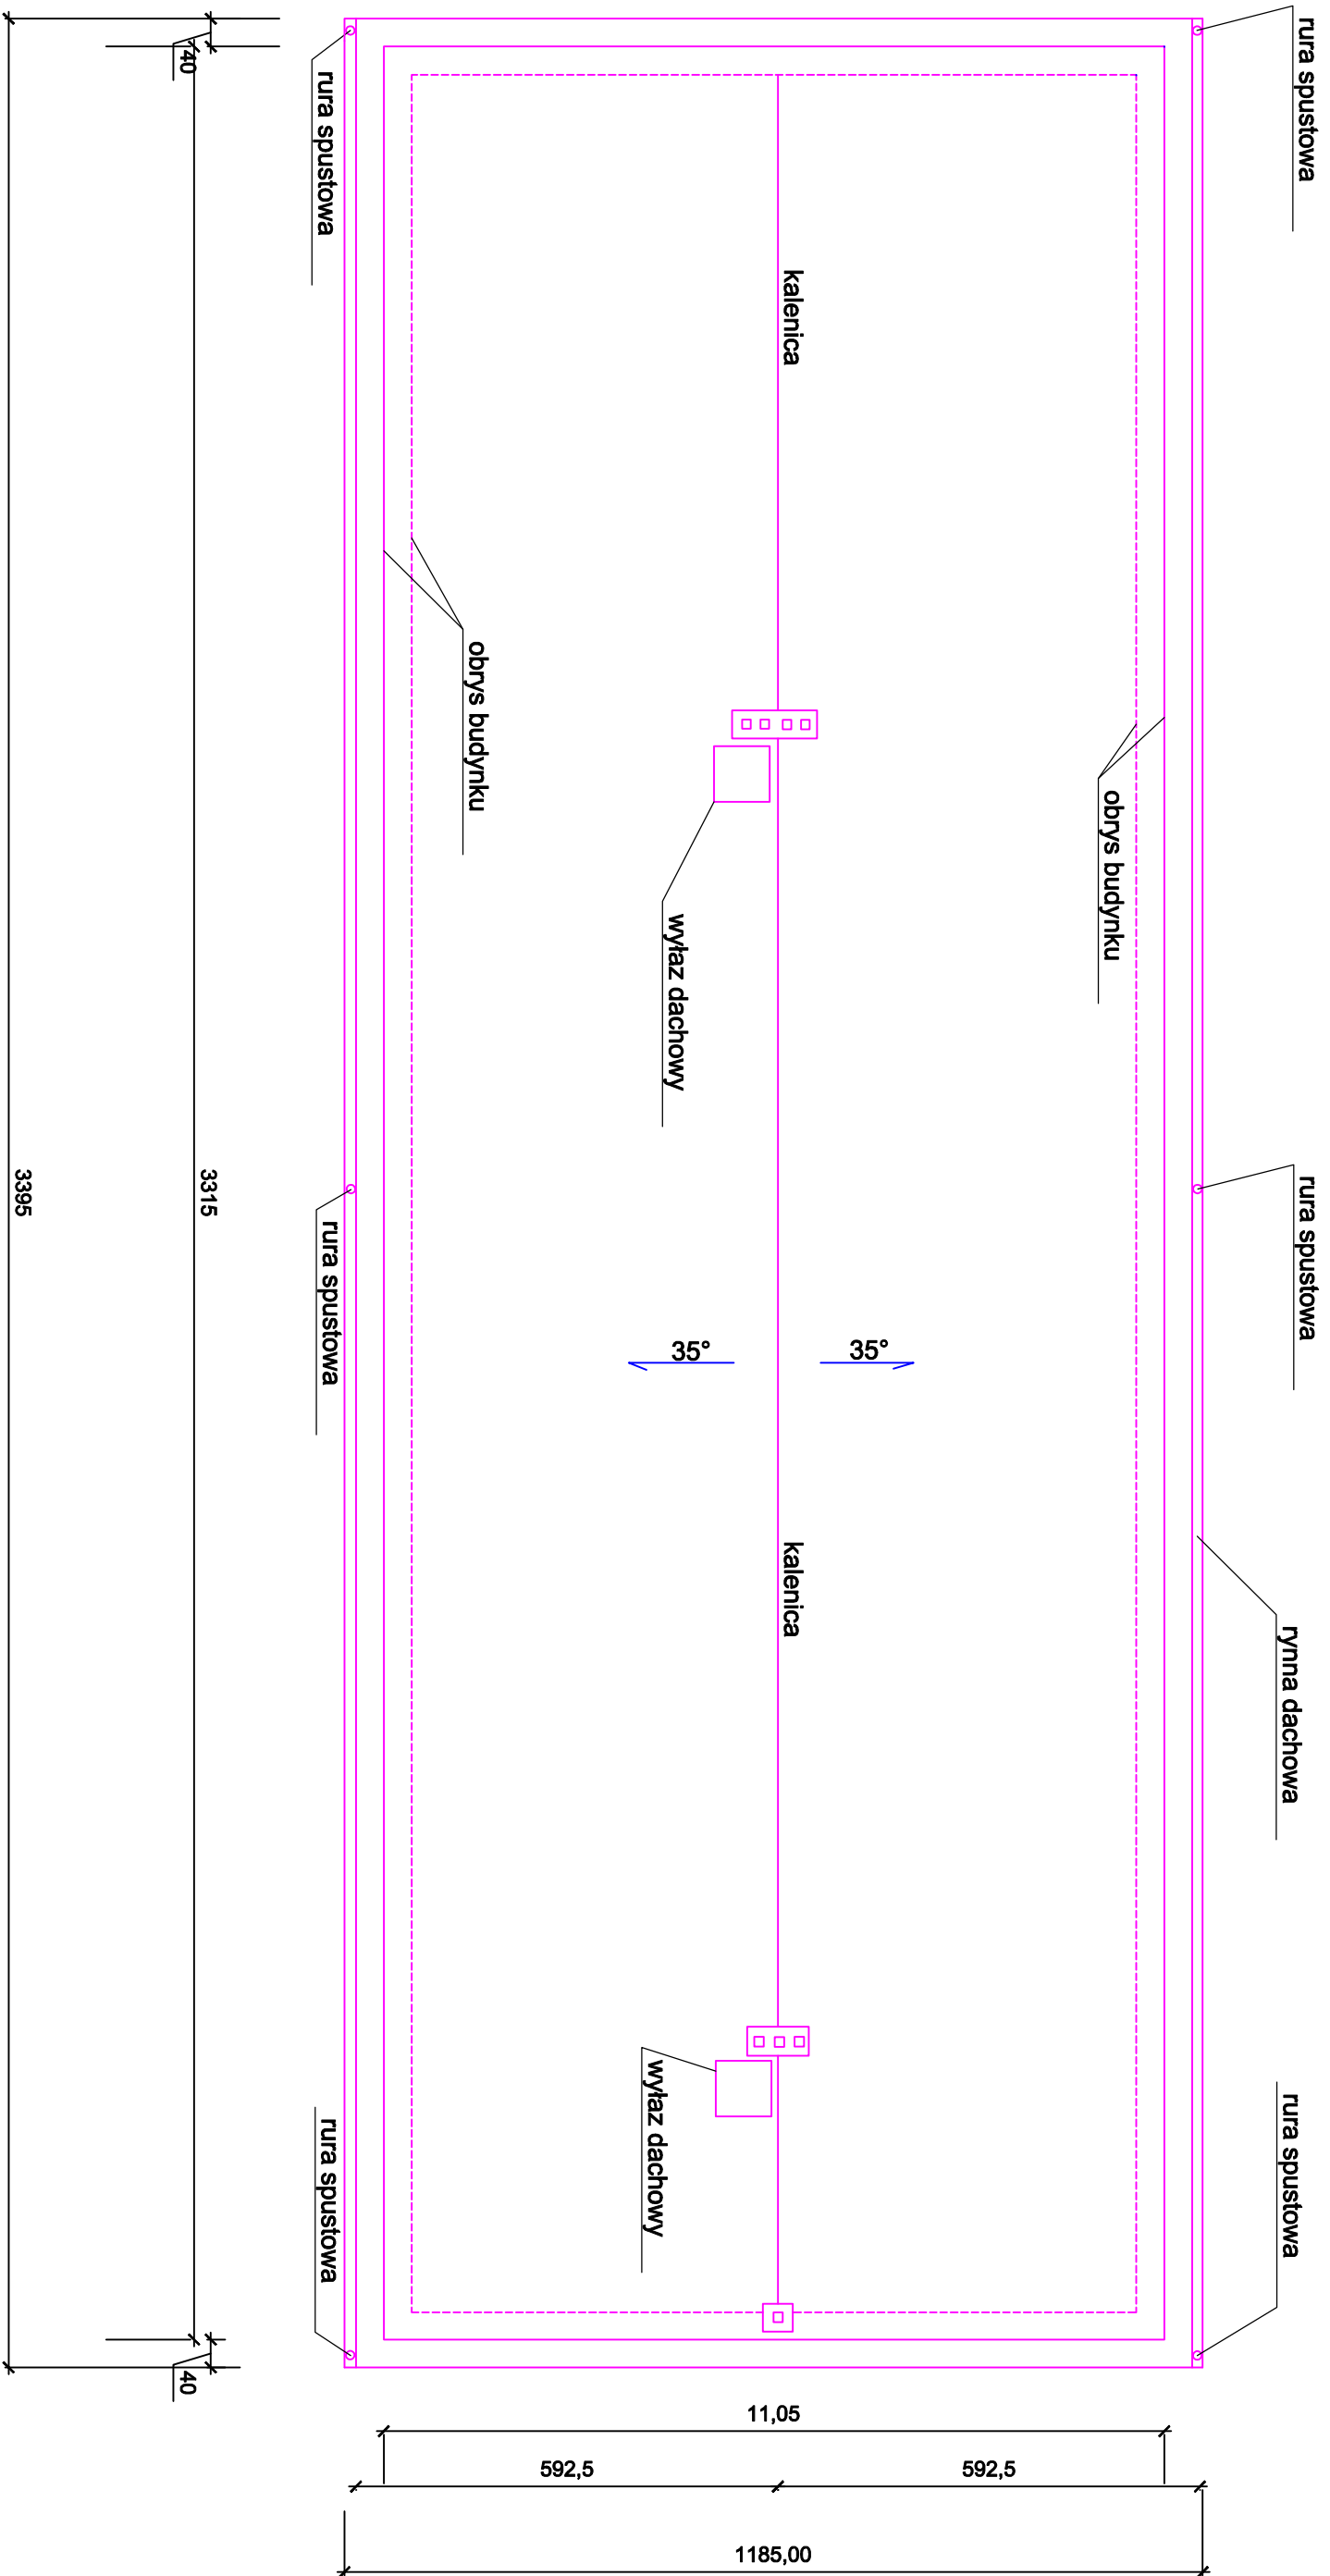 rura spustowa
rura spustowa
rynna dachowa
rura spustowa
obrys budynku
kalenica
kalenica
35°
35°
wyłaz dachowy
wyłaz dachowy
obrys budynku
rura spustowa
rura spustowa
rura spustowa
40
3315
40
3395
11,05
592,5
592,5
1185,00